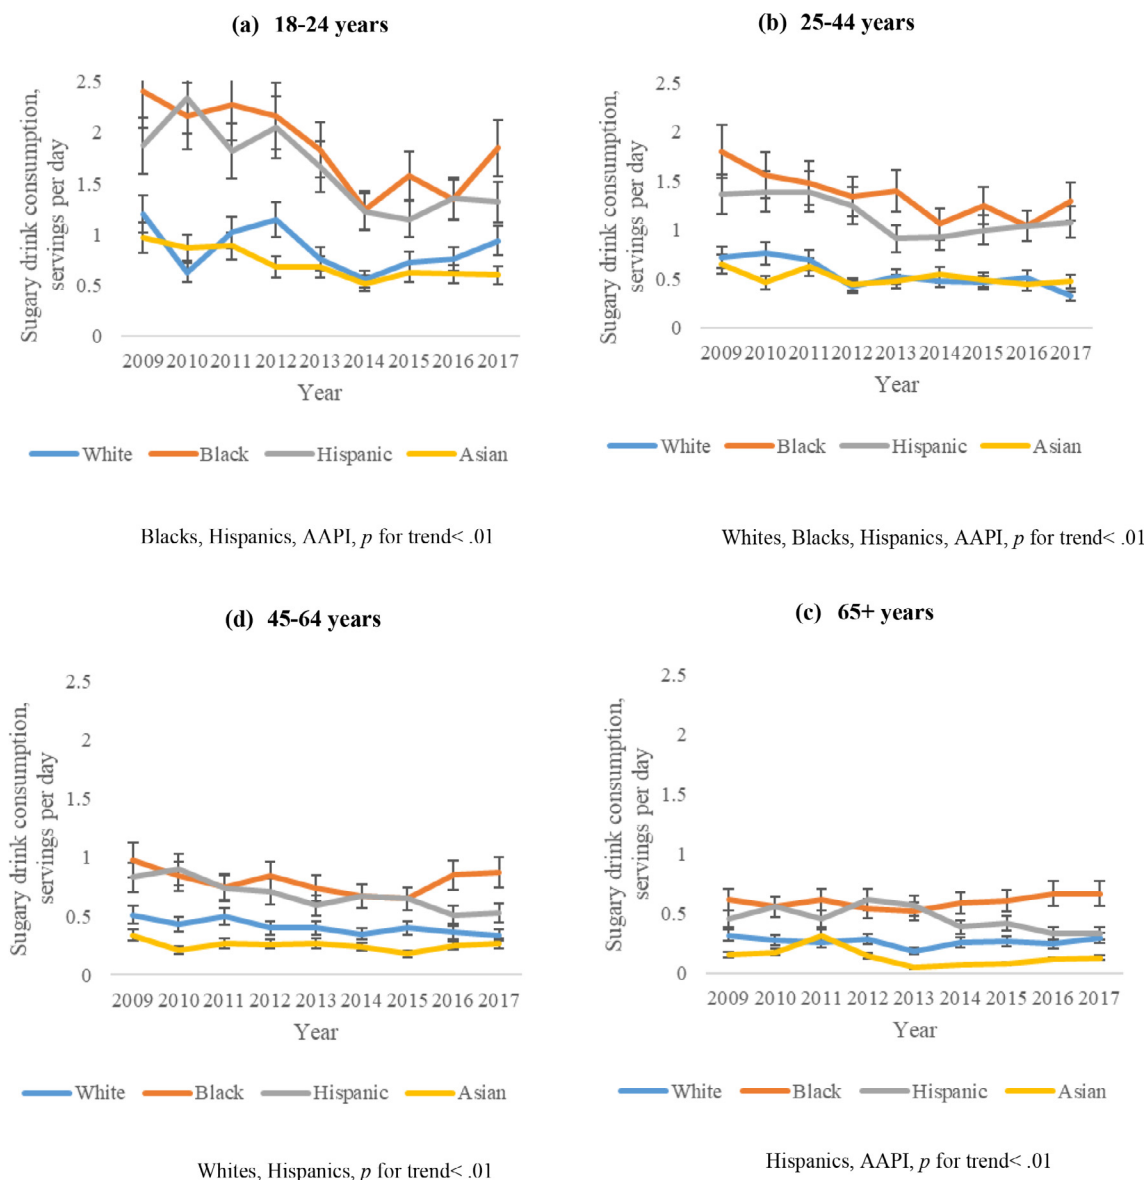 (a) 18-24 years
Sugary drink consumption,
servings per day
2.5
2
1.5
1
0.5
0
2009 2010 2011 2012 2013 2014 2015 2016 2017
Year
White Black Hispanic Asian
Blacks, Hispanics, AAPI, p for trend< .01
(b) 25-44 years
Sugary drink consumption,
servings per day
2.5
2
1.5
1
0.5
0
2009 2010 2011 2012 2013 2014 2015 2016 2017
Year
White Black Hispanic Asian
Whites, Blacks, Hispanics, AAPI, p for trend< .01
(d) 45-64 years
Sugary drink consumption,
servings per day
2.5
2
1.5
1
0.5
0
2009 2010 2011 2012 2013 2014 2015 2016 2017
Year
White Black Hispanic Asian
Whites, Hispanics, p for trend< .01
(c) 65+ years
Sugary drink consumption,
servings per day
2.5
2
1.5
1
0.5
0
2009 2010 2011 2012 2013 2014 2015 2016 2017
Year
White Black Hispanic Asian
Hispanics, AAPI, p for trend< .01